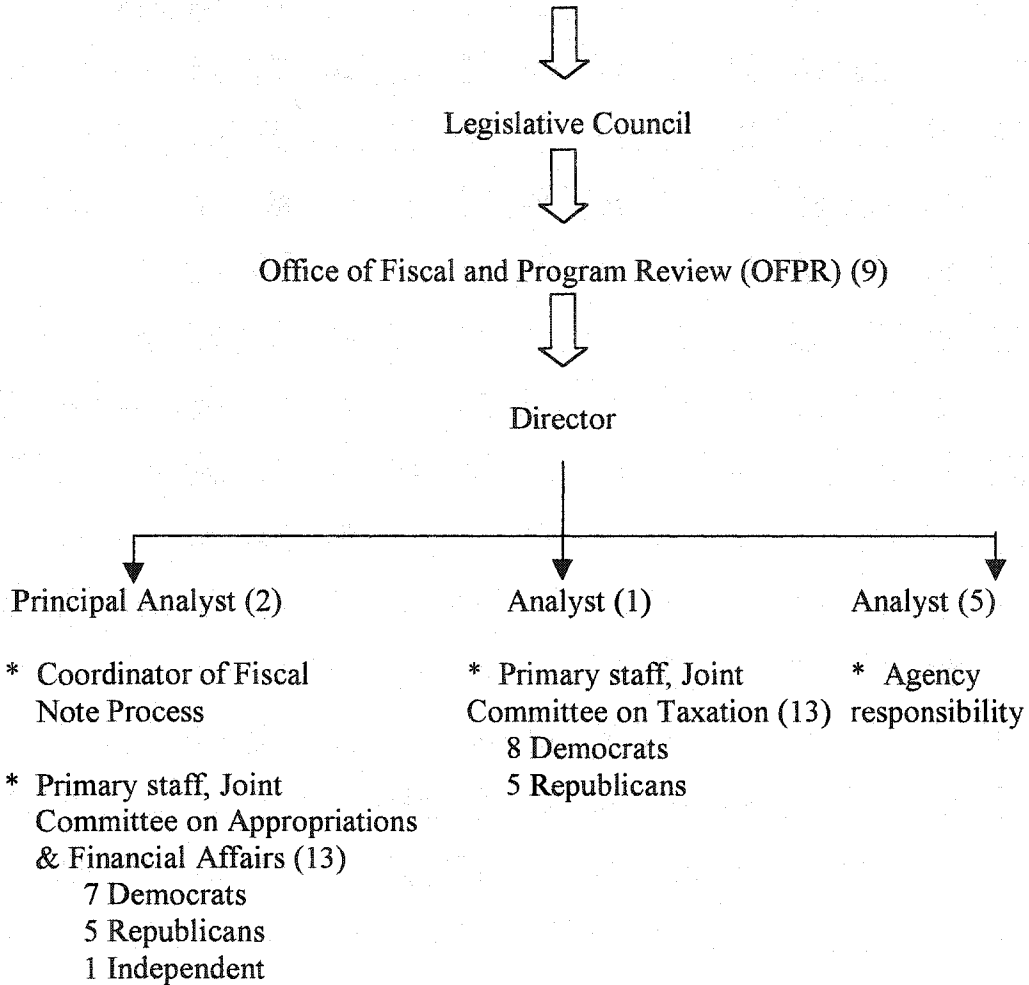 Legislative Council
Office of Fiscal and Program Review (OFPR) (9)
Director
Principal Analyst (2)
* Coordinator of Fiscal
Note Process
* Primary staff, Joint
Committee on Appropriations
& Financial Affairs (13)
7 Democrats
5 Republicans
1 Independent
Analyst (1)
* Primary staff, Joint
Committee on Taxation (13)
8 Democrats
5 Republicans
Analyst (5)
* Agency
responsibility